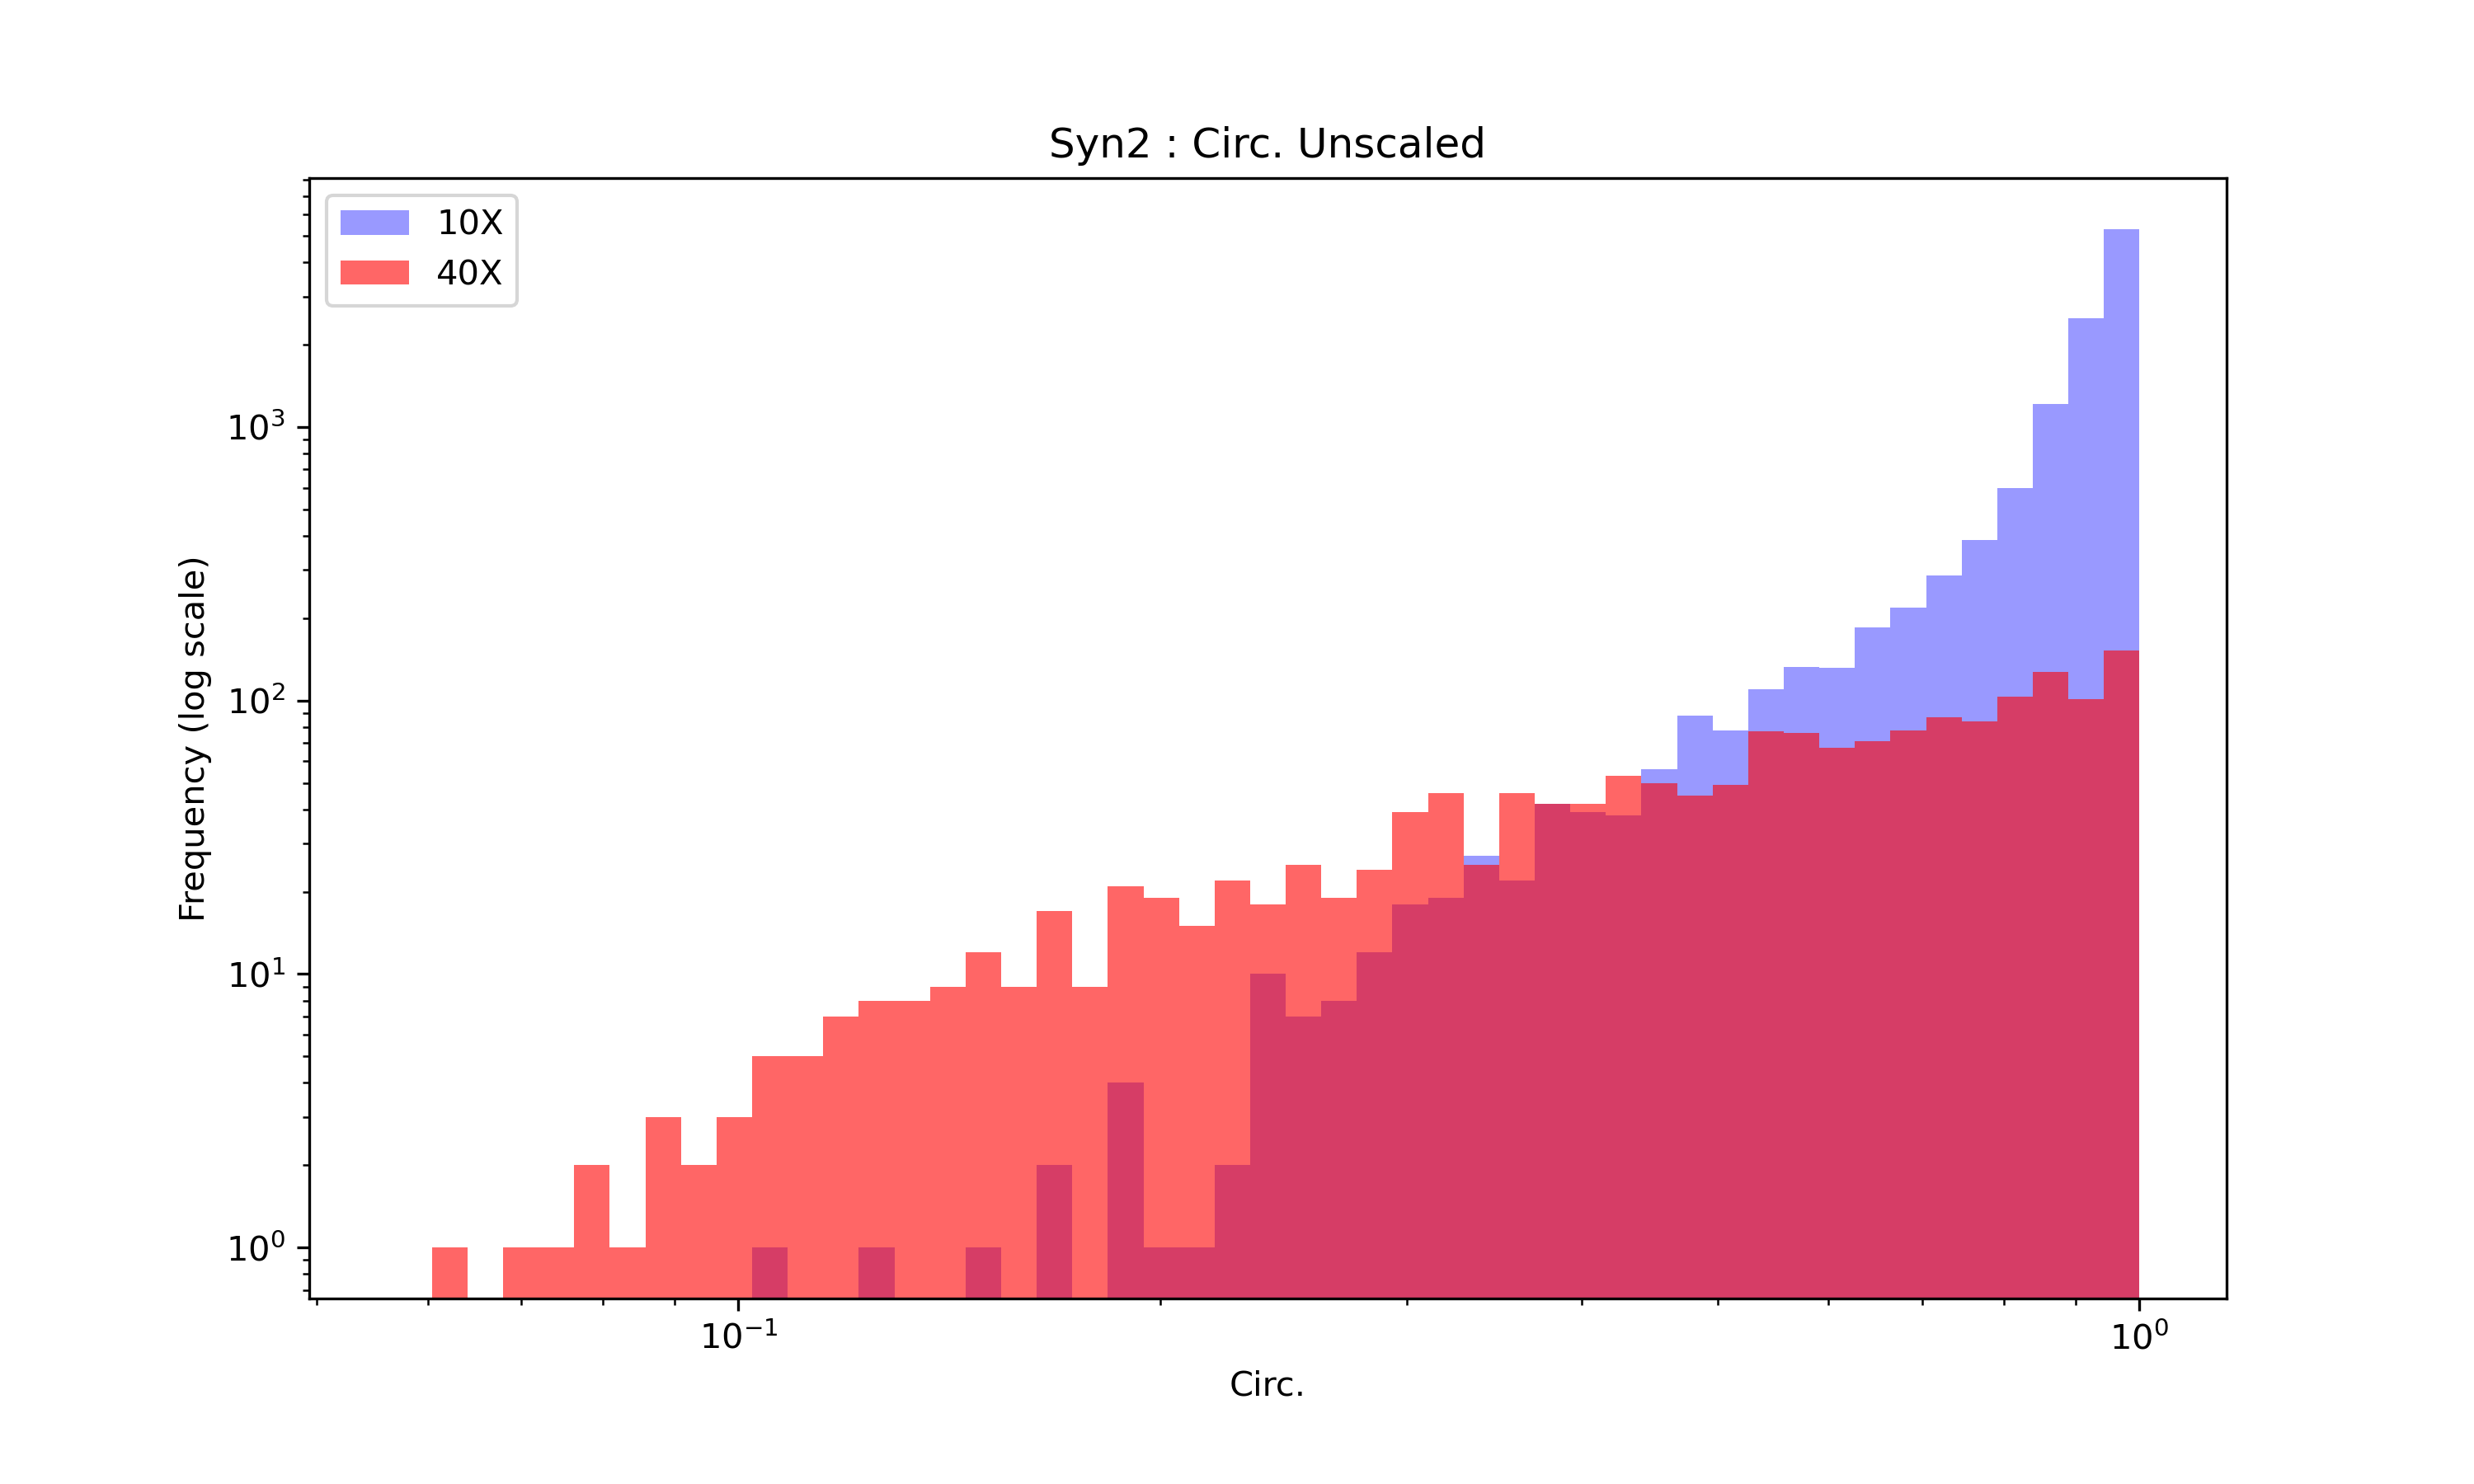 Syn2 : Circ. Unscaled
10X
40X
Frequency (log scale)
10³
10²
10¹
10⁰
10⁻¹
10⁰
Circ.